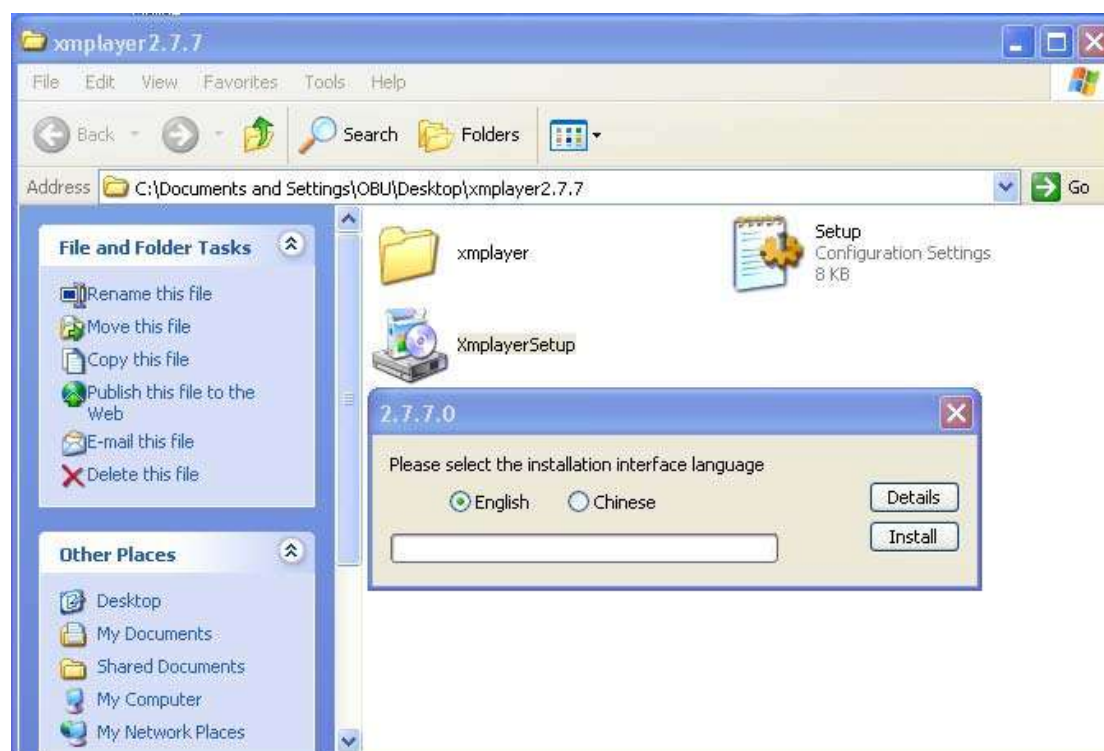 xmplayer2.7.7
File Edit View Favorites Tools Help
Back Search Folders
Address C:\Documents and Settings\OBU\Desktop\xmplayer2.7.7 Go
File and Folder Tasks
Rename this file
Move this file
Copy this file
Publish this file to the
Web
E-mail this file
Delete this file
Other Places
Desktop
My Documents
Shared Documents
My Computer
My Network Places
xmplayer
Setup
Configuration Settings
8 KB
XmplayerSetup
2.7.7.0
Please select the installation interface language
English Chinese
Details
Install